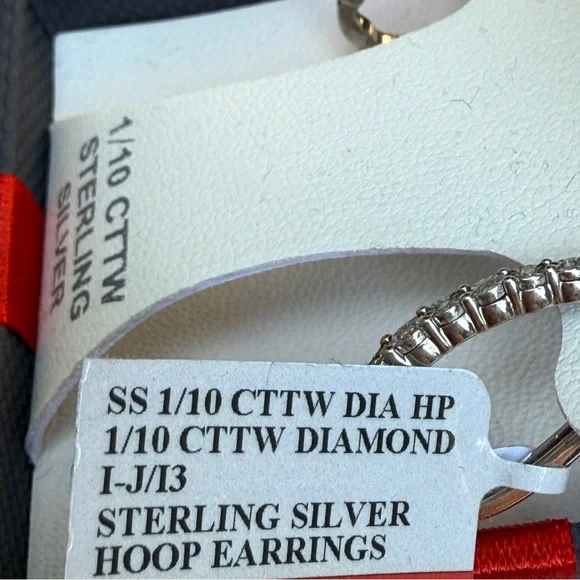 1/10 CTTW
STERLING
SILVER
SS 1/10 CTTW DIA HP
1/10 CTTW DIAMOND
I-J/I3
STERLING SILVER
HOOP EARRINGS